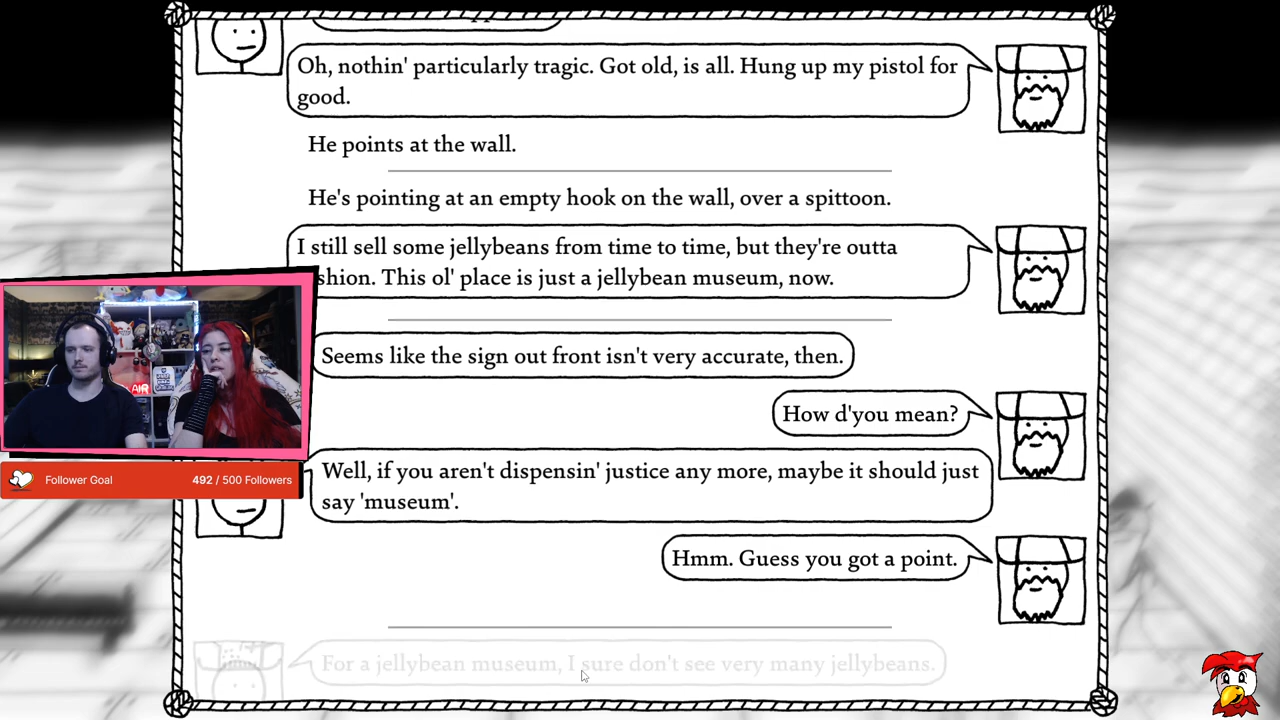 Oh, nothin' particularly tragic. Got old, is all. Hung up my pistol for
good.
He points at the wall.
He's pointing at an empty hook on the wall, over a spittoon.
I still sell some jellybeans from time to time, but they're outta
shion. This ol' place is just a jellybean museum, now.
Seems like the sign out front isn't very accurate, then.
How d'you mean?
Well, if you aren't dispensin' justice any more, maybe it should just
say 'museum'.
Hmm. Guess you got a point.
For a jellybean museum, I sure don't see very many jellybeans.
AIR
Follower Goal 492 / 500 Followers